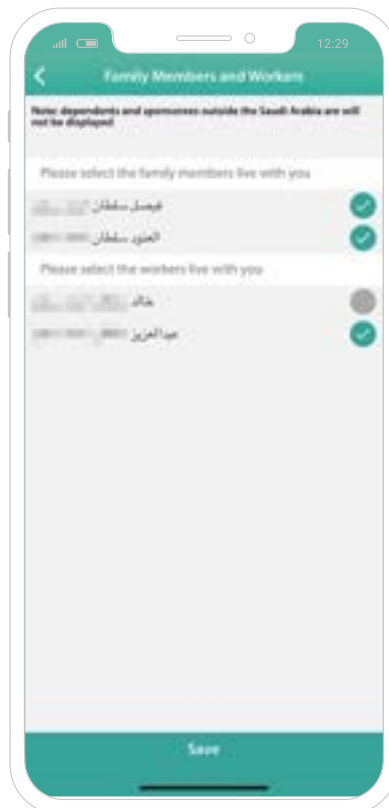 12:29
Family Members and Workers
Note: dependents and sponsorees outside the Saudi Arabia are will
not be displayed
Please select the family members live with you
فيصل سلطان
العنود سلطان
Please select the workers live with you
خالد
عبدالعزيز
Save